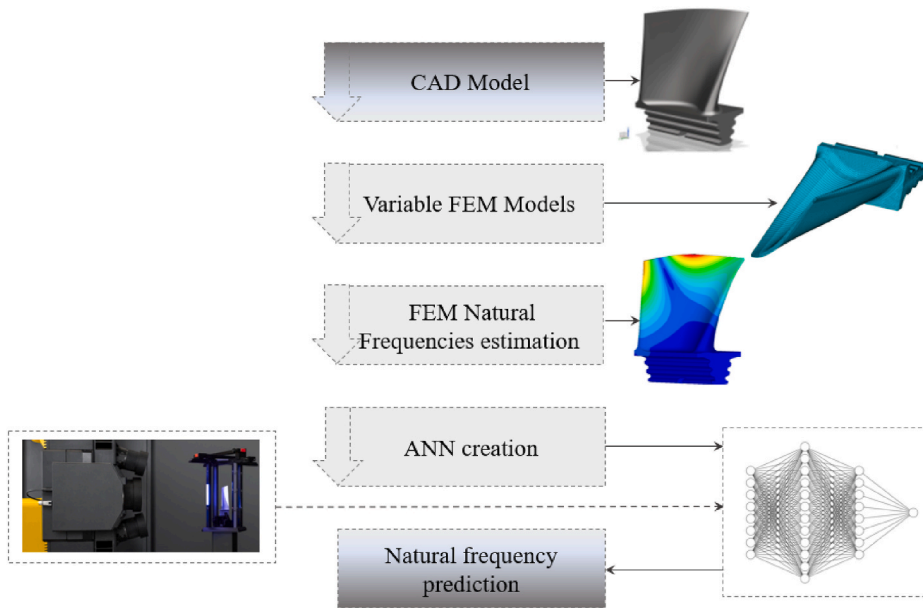 CAD Model
Variable FEM Models
FEM Natural
Frequencies estimation
ANN creation
Natural frequency
prediction